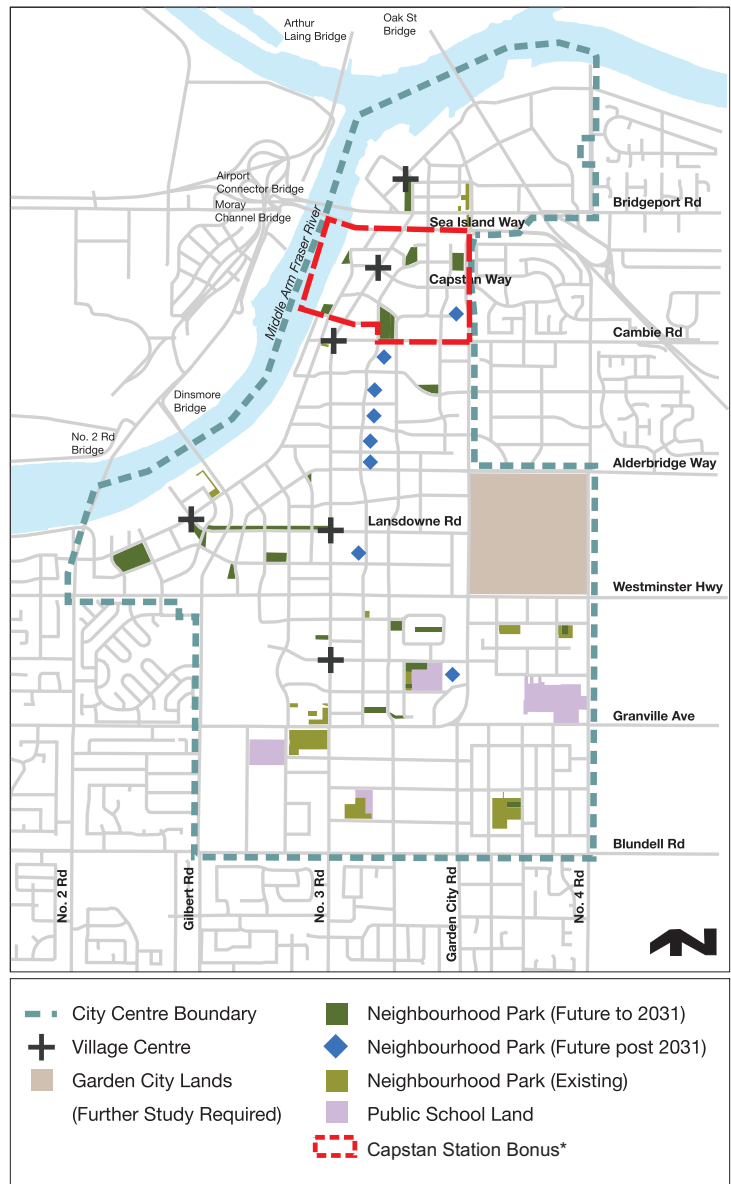 Arthur
Laing Bridge
Oak St
Bridge
Airport
Connector Bridge
Moray
Channel Bridge
Bridgeport Rd
Sea Island Way
Middle Arm Fraser River
Capstan Way
Cambie Rd
Dinsmore
Bridge
No. 2 Rd
Bridge
Alderbridge Way
Lansdowne Rd
Westminster Hwy
Granville Ave
Blundell Rd
No. 2 Rd
Gilbert Rd
No. 3 Rd
Garden City Rd
No. 4 Rd
N
City Centre Boundary
Village Centre
Garden City Lands
(Further Study Required)
Neighbourhood Park (Future to 2031)
Neighbourhood Park (Future post 2031)
Neighbourhood Park (Existing)
Public School Land
Capstan Station Bonus*